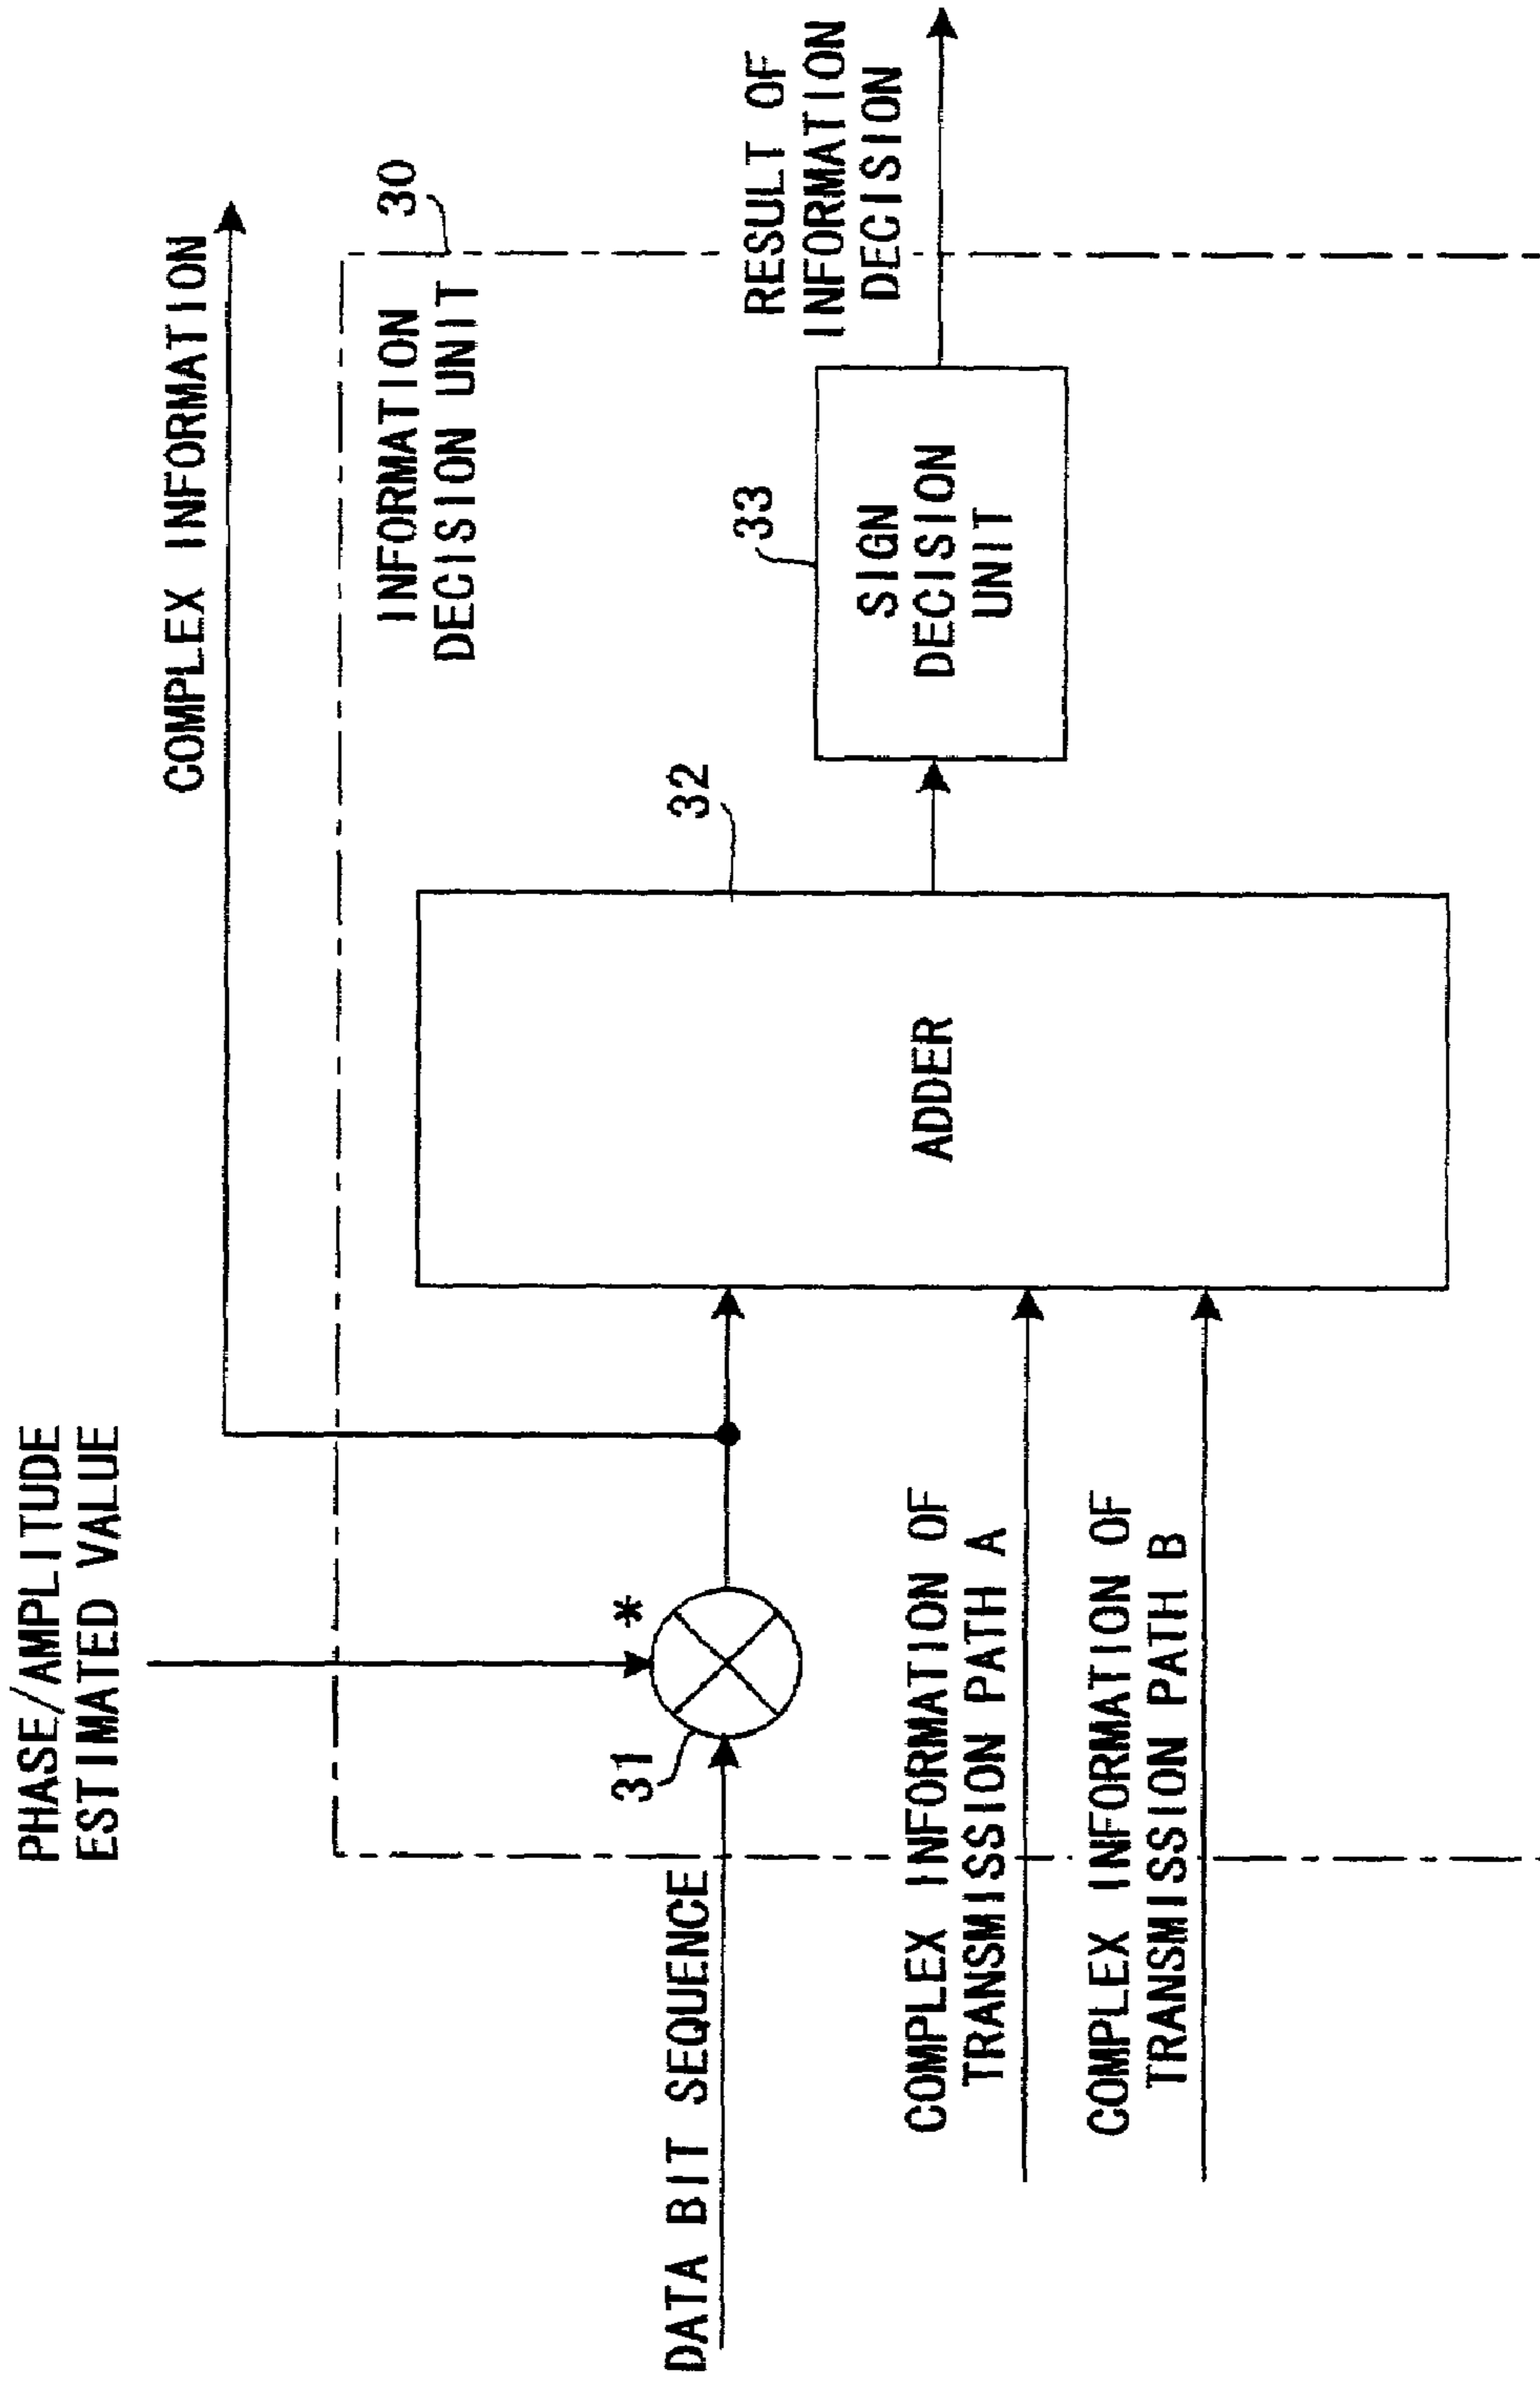 PHASE/AMPLITUDE
ESTIMATED VALUE
COMPLEX INFORMATION
30
INFORMATION
DECISION UNIT
*
31
DATA BIT SEQUENCE
32
ADDER
33
SIGN
DECISION
UNIT
RESULT OF
INFORMATION
DECISION
COMPLEX INFORMATION OF
TRANSMISSION PATH A
COMPLEX INFORMATION OF
TRANSMISSION PATH B